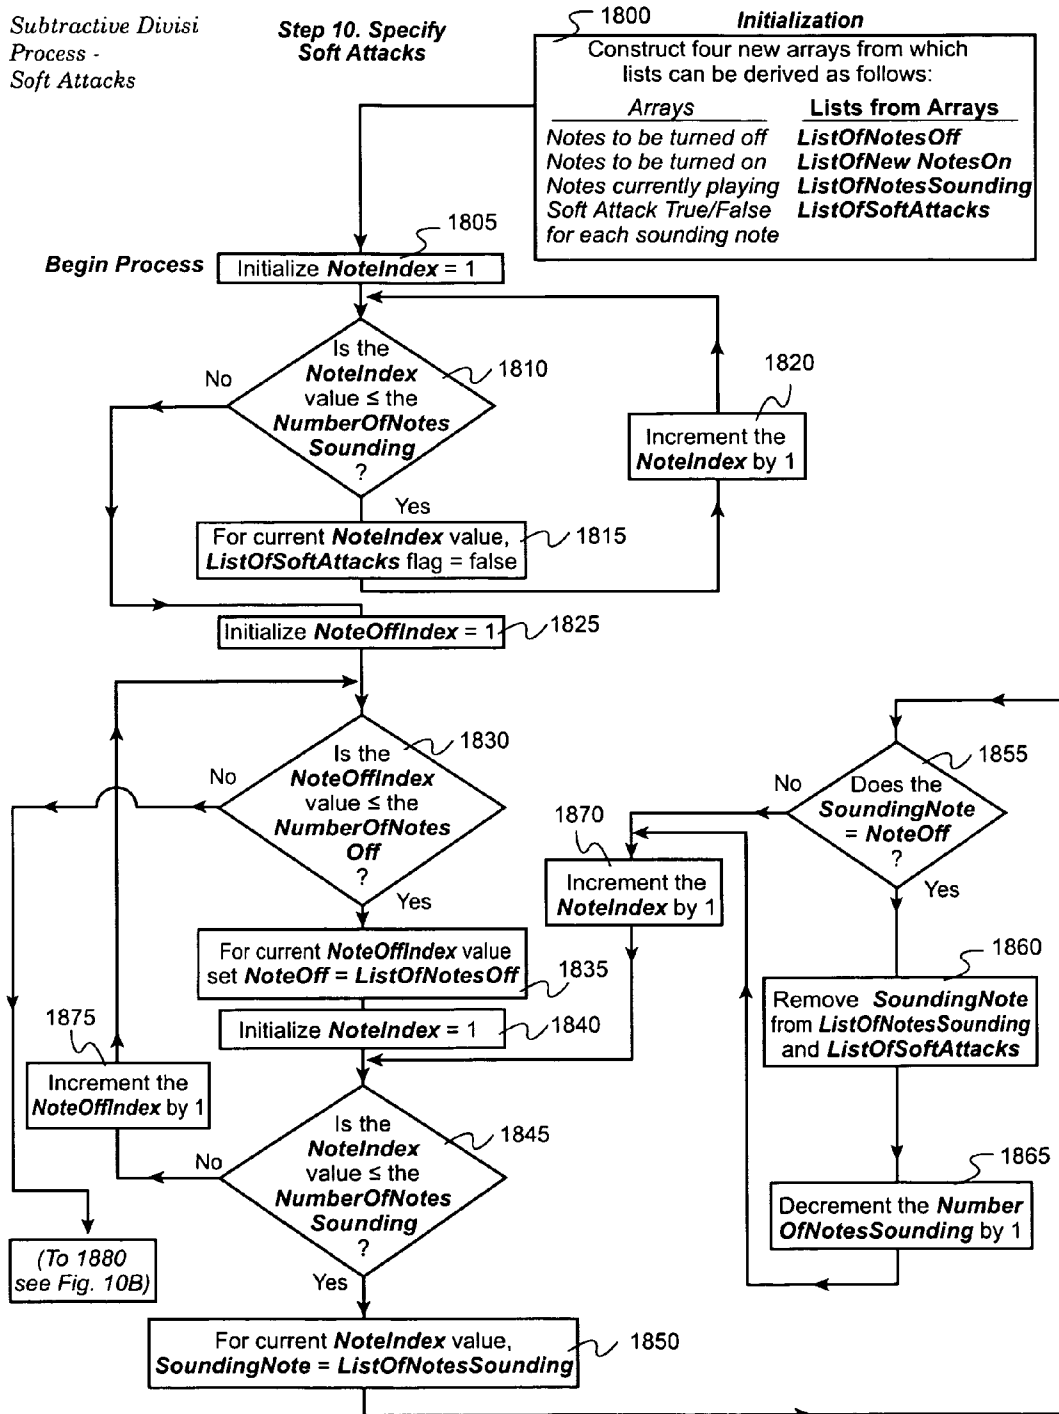 Subtractive Divisi
Process -
Soft Attacks
Step 10. Specify
Soft Attacks
1800
Initialization
Construct four new arrays from which
lists can be derived as follows:
Arrays
Lists from Arrays
Notes to be turned off ListOfNotesOff
Notes to be turned on ListOfNew NotesOn
Notes currently playing ListOfNotesSounding
Soft Attack True/False ListOfSoftAttacks
for each sounding note
1805
Begin Process
Initialize NoteIndex = 1
Is the
NoteIndex
value ≤ the
NumberOfNotes
Sounding
?
1810
No
Yes
1820
Increment the
NoteIndex by 1
For current NoteIndex value,
ListOfSoftAttacks flag = false
1815
Initialize NoteOffIndex = 1
1825
Is the
NoteOffIndex
value ≤ the
NumberOfNotes
Off
?
1830
No
Yes
1855
Does the
SoundingNote
= NoteOff
?
No
Yes
1870
Increment the
NoteIndex by 1
For current NoteOffIndex value
set NoteOff = ListOfNotesOff
1835
1860
Remove SoundingNote
from ListOfNotesSounding
and ListOfSoftAttacks
Initialize NoteIndex = 1
1840
1875
Increment the
NoteOffIndex by 1
Is the
NoteIndex
value ≤ the
NumberOfNotes
Sounding
?
1845
No
Yes
1865
Decrement the Number
OfNotesSounding by 1
(To 1880
see Fig. 10B)
For current NoteIndex value,
SoundingNote = ListOfNotesSounding
1850